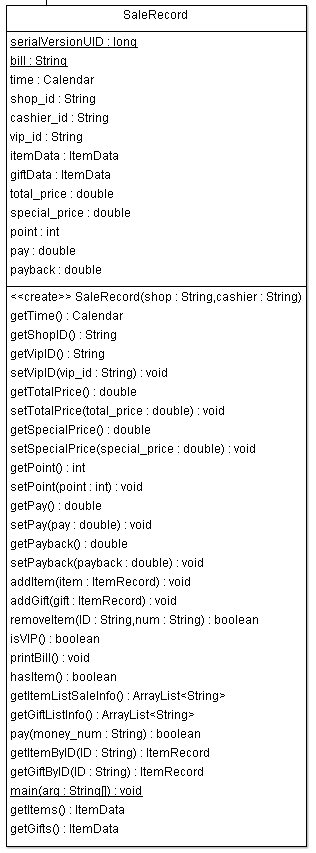 SaleRecord
serialVersionUID : long
bill : String
time : Calendar
shop_id : String
cashier_id : String
vip_id : String
itemData : ItemData
giftData : ItemData
total_price : double
special_price : double
point : int
pay : double
payback : double
<<create>> SaleRecord(shop : String,cashier : String)
getTime() : Calendar
getShopID() : String
getVipID() : String
setVipID(vip_id : String) : void
getTotalPrice() : double
setTotalPrice(total_price : double) : void
getSpecialPrice() : double
setSpecialPrice(special_price : double) : void
getPoint() : int
setPoint(point : int) : void
getPay() : double
setPay(pay : double) : void
getPayback() : double
setPayback(payback : double) : void
addItem(item : ItemRecord) : void
addGift(gift : ItemRecord) : void
removeItem(ID : String,num : String) : boolean
isVIP() : boolean
printBill() : void
hasItem() : boolean
getItemListSaleInfo() : ArrayList<String>
getGiftListInfo() : ArrayList<String>
pay(money_num : String) : boolean
getItemByID(ID : String) : ItemRecord
getGiftByID(ID : String) : ItemRecord
main(arq : String[]) : void
getItems() : ItemData
getGifts() : ItemData